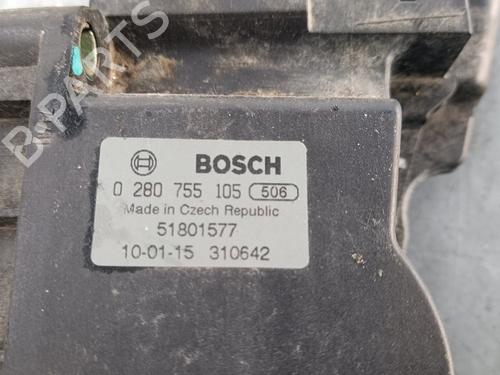 B-PARTS
BOSCH
0 280 755 105 506
Made in Czech Republic
51801577
10-01-15 310642